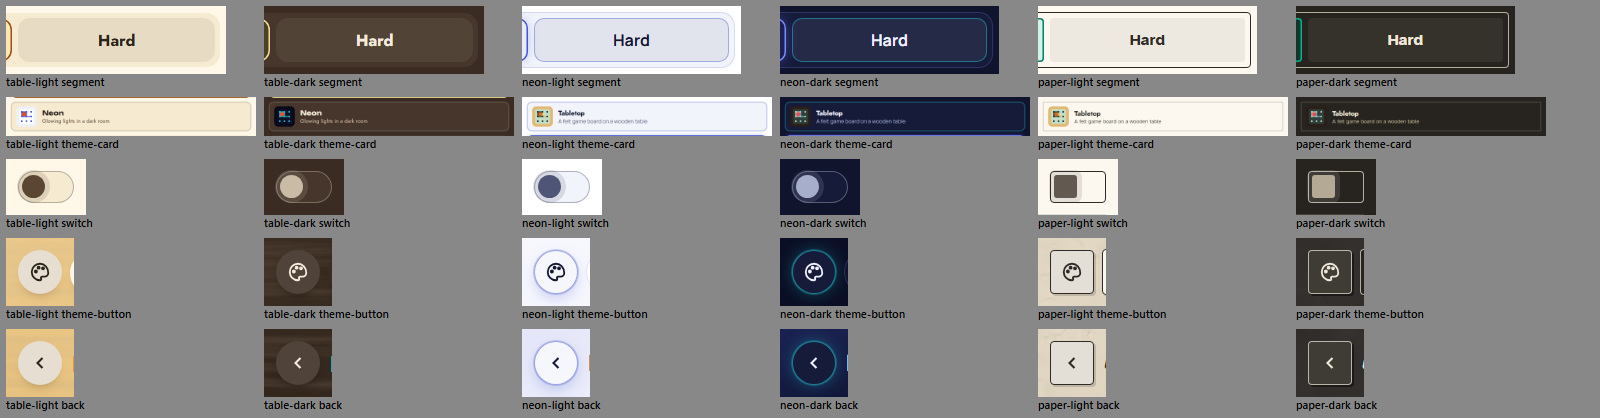 Hard Hard Hard Hard Hard Hard
table-light segment table-dark segment neon-light segment neon-dark segment paper-light segment paper-dark segment
Neon Neon Tabletop Tabletop Tabletop Tabletop
Glowing lights in a dark room Glowing lights in a dark room A felt game board on a wooden table A felt game board on a wooden table A felt game board on a wooden table A felt game board on a wooden table
table-light theme-card table-dark theme-card neon-light theme-card neon-dark theme-card paper-light theme-card paper-dark theme-card
table-light switch table-dark switch neon-light switch neon-dark switch paper-light switch paper-dark switch
table-light theme-button table-dark theme-button neon-light theme-button neon-dark theme-button paper-light theme-button paper-dark theme-button
table-light back table-dark back neon-light back neon-dark back paper-light back paper-dark back